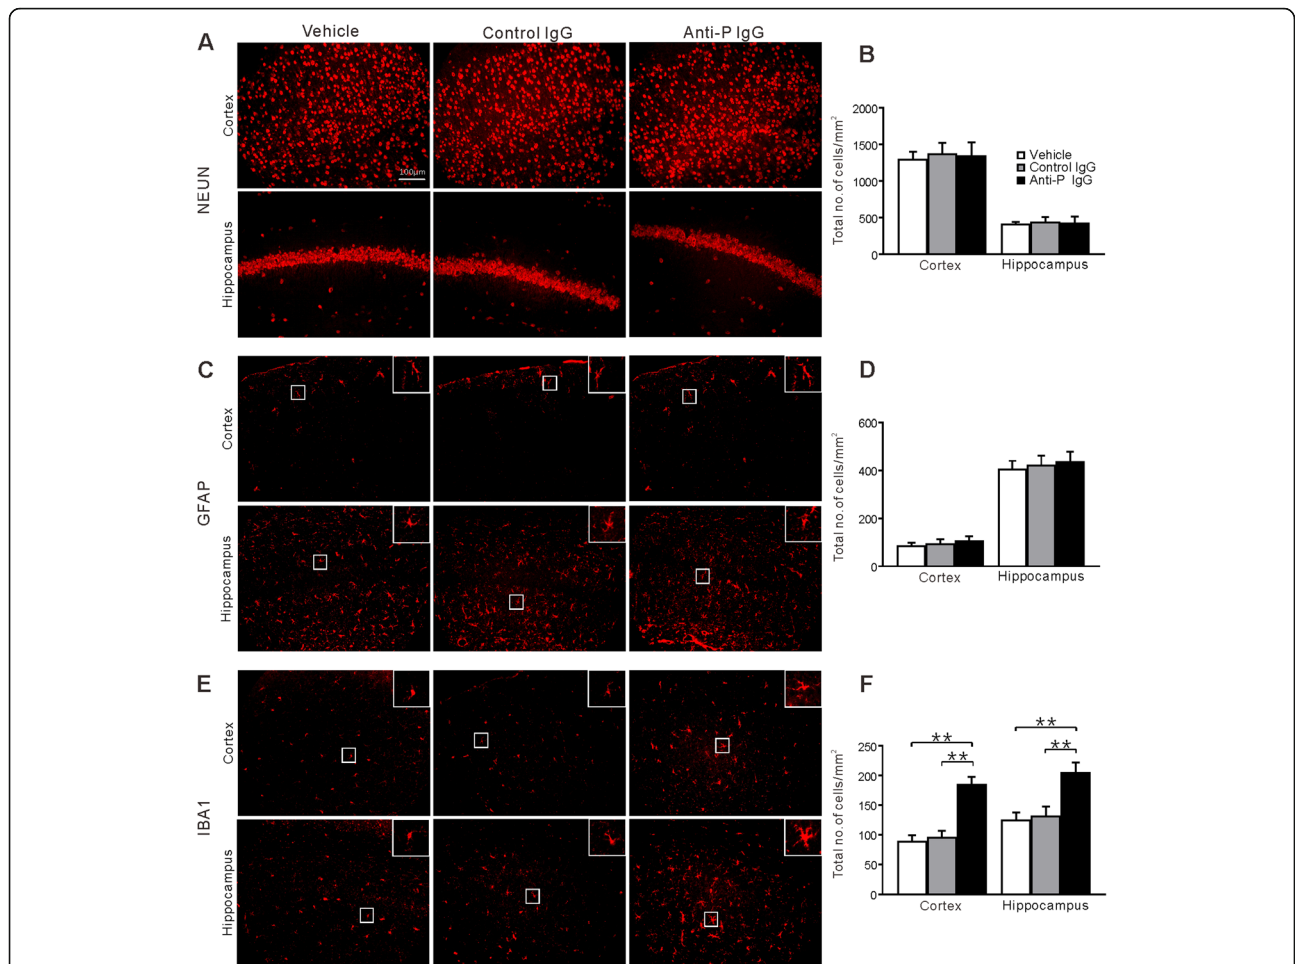 A
Vehicle
Control IgG
Anti-P IgG
NEUN
Cortex
100µm
Hippocampus
B
Total no. of cells/mm²
2000
1500
1000
500
0
Vehicle
Control IgG
Anti-P IgG
Cortex
Hippocampus
C
GFAP
Cortex
Hippocampus
D
Total no. of cells/mm²
600
400
200
0
Cortex
Hippocampus
E
IBA1
Cortex
Hippocampus
F
Total no. of cells/mm²
250
200
150
100
50
0
**
**
**
**
Cortex
Hippocampus